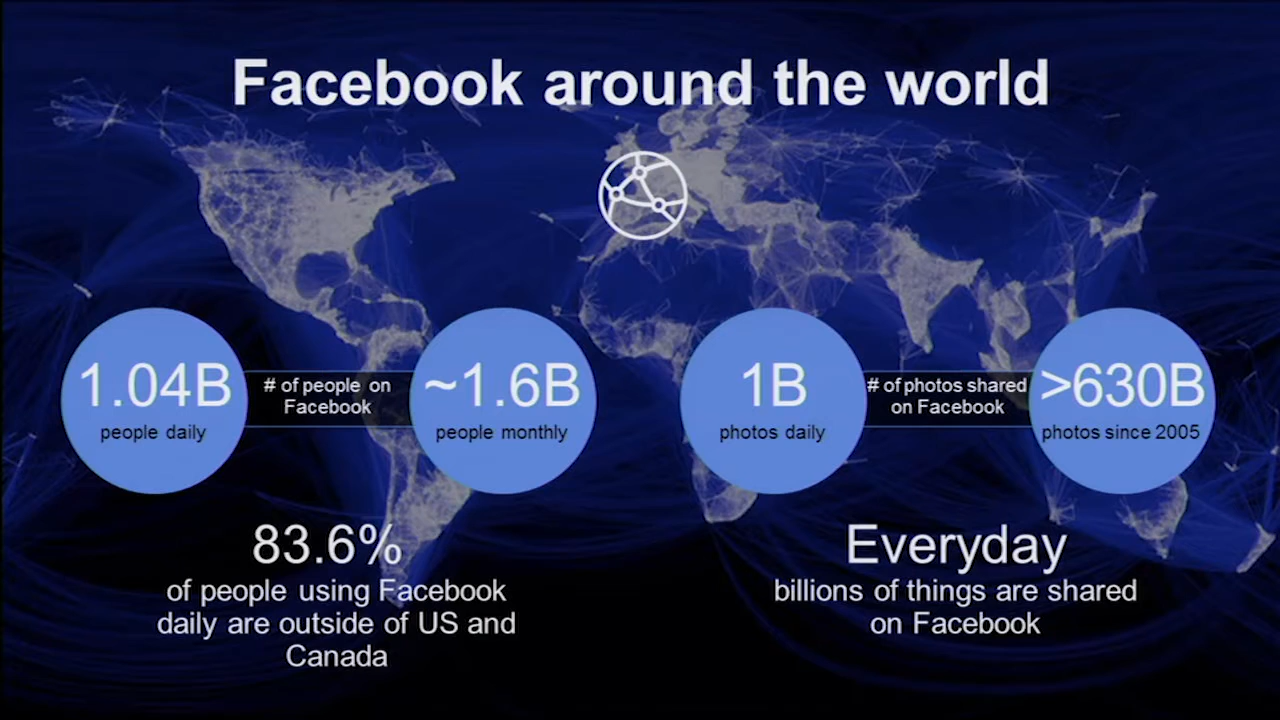 Facebook around the world
1.04B
people daily
# of people on
Facebook
~1.6B
people monthly
1B
photos daily
# of photos shared
on Facebook
>630B
photos since 2005
83.6%
of people using Facebook
daily are outside of US and
Canada
Everyday
billions of things are shared
on Facebook